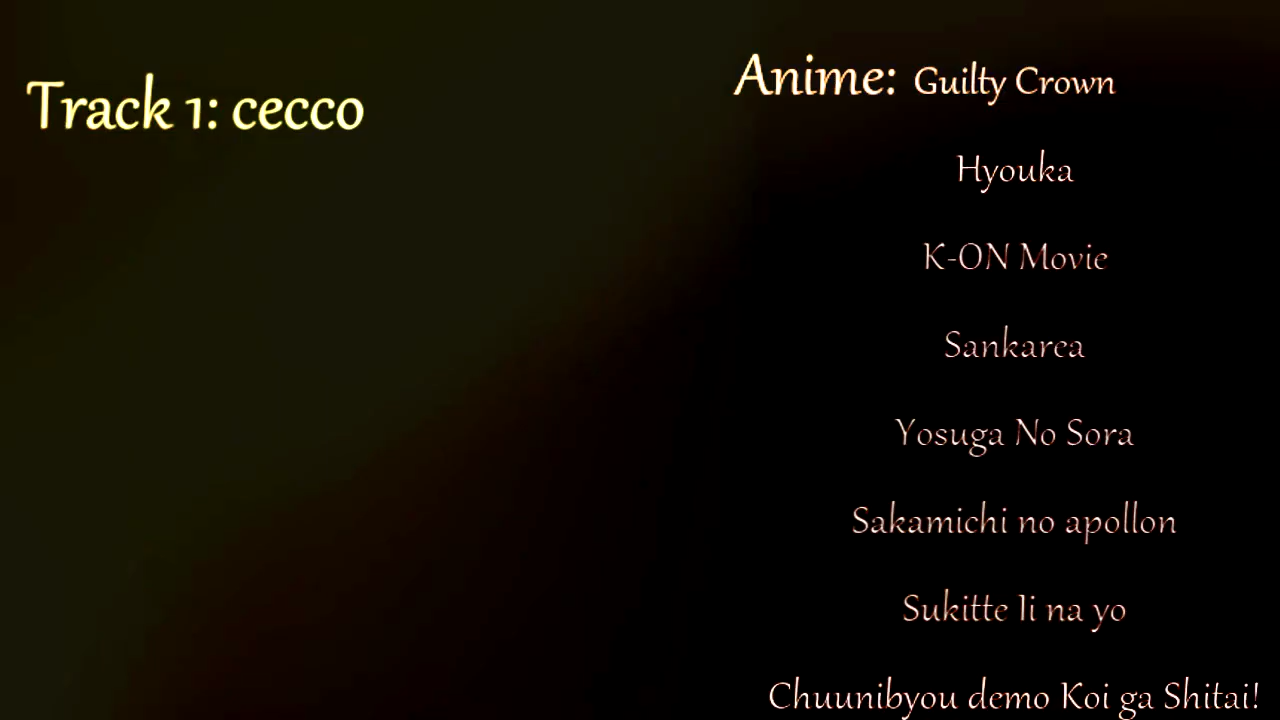 Track 1: cecco
Anime: Guilty Crown
Hyouka
K-ON Movie
Sankarea
Yosuga No Sora
Sakamichi no apollon
Sukitte Ii na yo
Chuunibyou demo Koi ga Shitai!